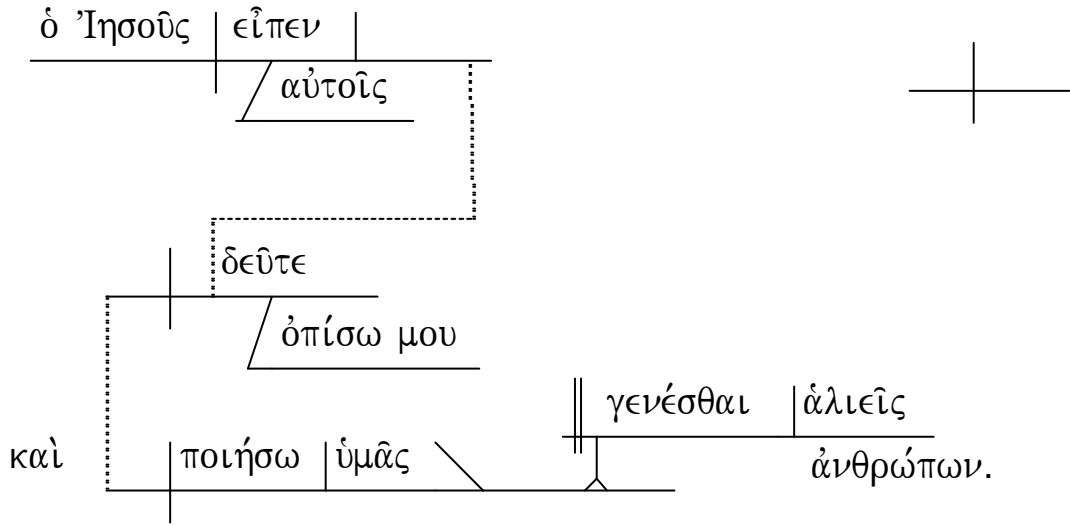 ὁ Ἰησοῦς εἶπεν
αὐτοῖς
δεῦτε
ὀπίσω μου
γενέσθαι ἁλιεῖς
καὶ ποιήσω ὑμᾶς
ἀνθρώπων.